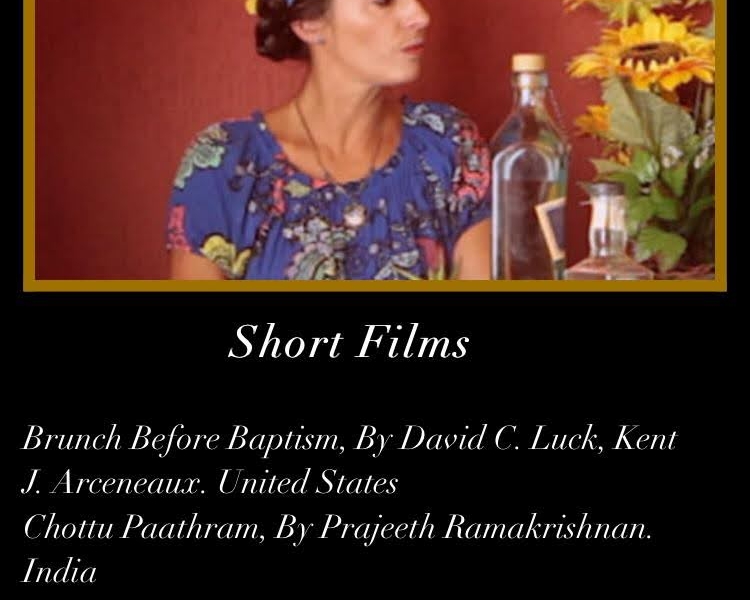 Short Films
Brunch Before Baptism, By David C. Luck, Kent
J. Arceneaux. United States
Chottu Paathram, By Prajeeth Ramakrishnan.
India